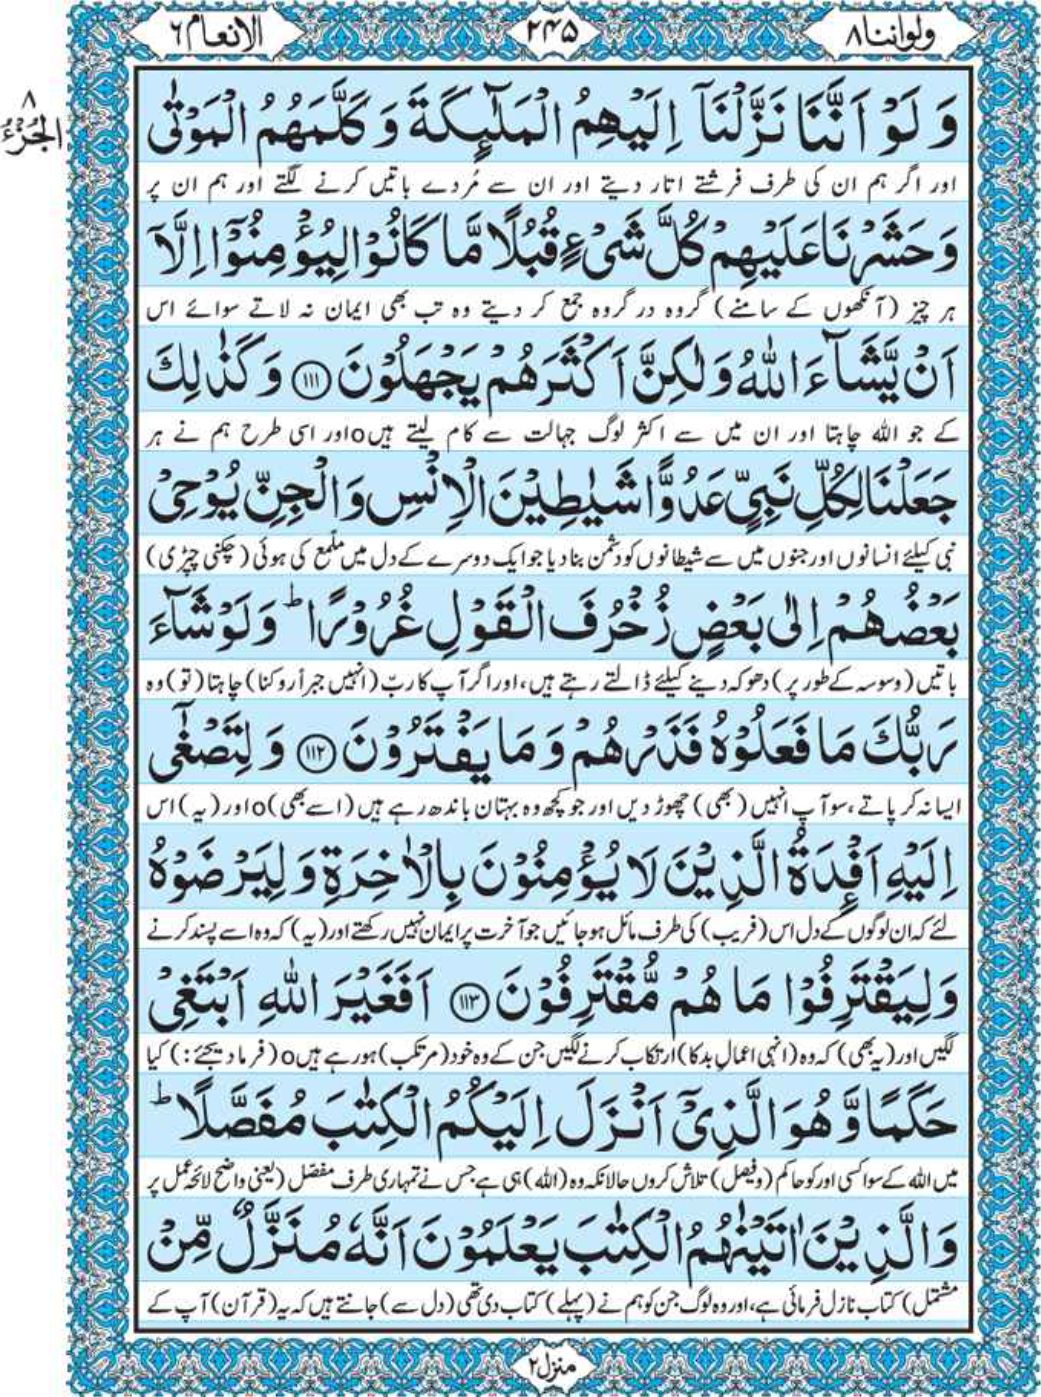 ولواننا ٨
٢٤٥
الانعام ٦
٨
الجزء
وَ لَوْ اَنَّنَا نَزَّلْنَاۤ اِلَیْهِمُ الْمَلٰٓىِٕكَةَ وَ كَلَّمَهُمُ الْمَوْتٰى
اور اگر ہم ان کی طرف فرشتے اتار دیتے اور ان سے مُردے باتیں کرنے لگتے اور ہم ان پر
وَ حَشَرْنَا عَلَیْهِمْ كُلَّ شَیْءٍ قُبُلًا مَّا كَانُوْا لِیُؤْمِنُوْۤا اِلَّاۤ
ہر چیز (آنکھوں کے سامنے) گروہ در گروہ جمع کر دیتے وہ تب بھی ایمان نہ لاتے سوائے اس
اَنْ یَّشَآءَ اللّٰهُ وَ لٰكِنَّ اَكْثَرَهُمْ یَجْهَلُوْنَ ﴿۱۱۱﴾ وَ كَذٰلِكَ
کے جو اللہ چاہتا اور ان میں سے اکثر لوگ جہالت سے کام لیتے ہیںo اور اسی طرح ہم نے ہر
جَعَلْنَا لِكُلِّ نَبِیٍّ عَدُوًّا شَیٰطِیْنَ الْاِنْسِ وَ الْجِنِّ یُوْحِیْ
نبی کیلئے انسانوں اور جنوں میں سے شیطانوں کو دشمن بنا دیا جو ایک دوسرے کے دل میں ملمع کی ہوئی (چکنی چپڑی)
بَعْضُهُمْ اِلٰى بَعْضٍ زُخْرُفَ الْقَوْلِ غُرُوْرًا ؕ وَ لَوْ شَآءَ
باتیں (وسوسہ کے طور پر) دھوکہ دینے کیلئے ڈالتے رہتے ہیں، اور اگر آپ کا ربّ (انہیں جبراً روکنا) چاہتا (تو) وہ
رَبُّكَ مَا فَعَلُوْهُ فَذَرْهُمْ وَ مَا یَفْتَرُوْنَ ﴿۱۱۲﴾ وَ لِتَصْغٰۤى
ایسا نہ کر پاتے، سو آپ انہیں (بھی) چھوڑ دیں اور جو کچھ وہ بہتان باندھ رہے ہیں (اسے بھی)o اور (یہ) اس
اِلَیْهِ اَفْـِٕدَةُ الَّذِیْنَ لَا یُؤْمِنُوْنَ بِالْاٰخِرَةِ وَ لِیَرْضَوْهُ
لئے کہ ان لوگوں کے دل اس (فریب) کی طرف مائل ہو جائیں جو آخرت پر ایمان نہیں رکھتے اور (یہ) کہ وہ اسے پسند کرنے
وَ لِیَقْتَرِفُوْا مَا هُمْ مُّقْتَرِفُوْنَ ﴿۱۱۳﴾ اَفَغَیْرَ اللّٰهِ اَبْتَغِیْ
لگیں اور (یہ بھی) کہ وہ (انہی اعمالِ بد کا) ارتکاب کرنے لگیں جن کے وہ خود (مرتکب) ہو رہے ہیںo (فرما دیجئے:) کیا
حَكَمًا وَّ هُوَ الَّذِیْۤ اَنْزَلَ اِلَیْكُمُ الْكِتٰبَ مُفَصَّلًا ؕ
میں اللہ کے سوا کسی اور کو حاکم (و فیصل) تلاش کروں حالانکہ وہ (اللہ) ہی ہے جس نے تمہاری طرف مفصّل (یعنی واضح لائحہ عمل پر
وَ الَّذِیْنَ اٰتَیْنٰهُمُ الْكِتٰبَ یَعْلَمُوْنَ اَنَّهٗ مُنَزَّلٌ مِّنْ
مشتمل) کتاب نازل فرمائی ہے، اور وہ لوگ جن کو ہم نے (پہلے) کتاب دی تھی (دل سے) جانتے ہیں کہ یہ (قرآن) آپ کے
منزل ٢